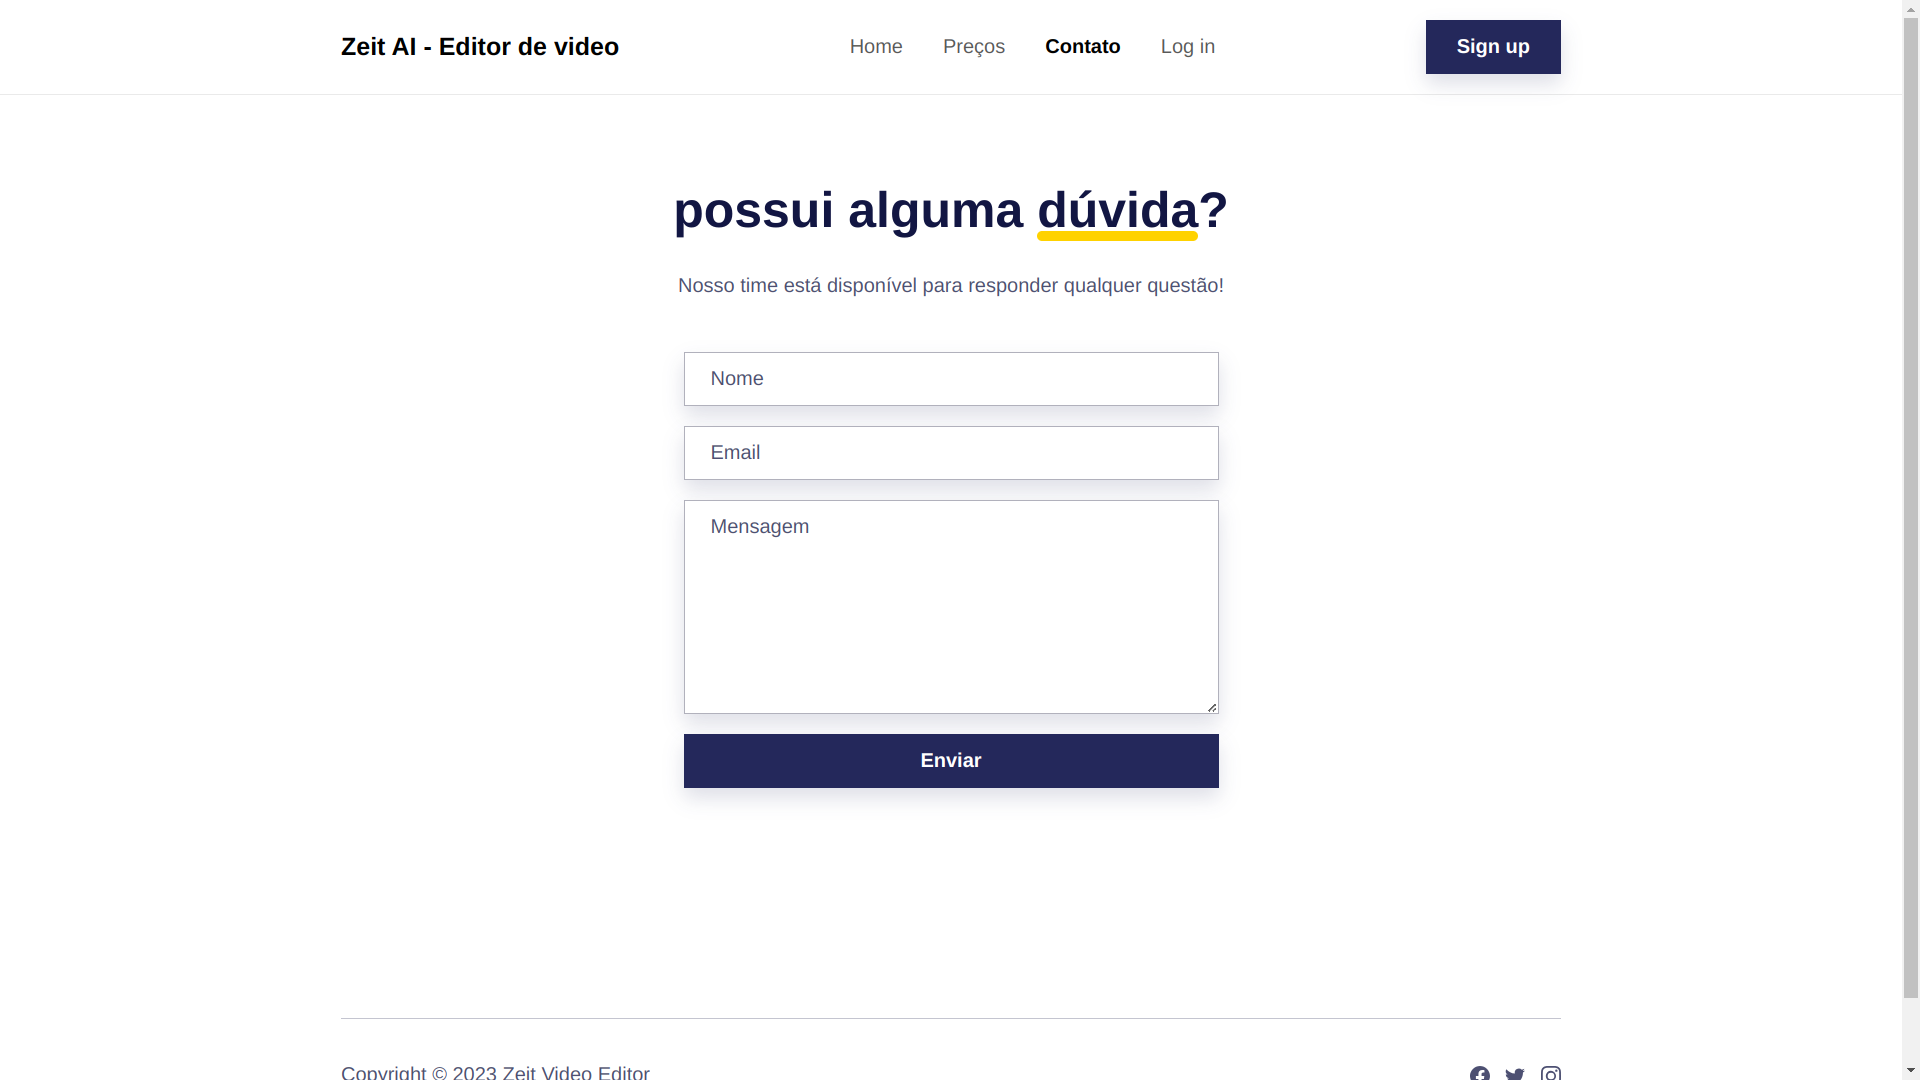 Zeit AI - Editor de video
Home
Preços
Contato
Log in
Sign up
possui alguma dúvida?
Nosso time está disponível para responder qualquer questão!
Nome
Email
Mensagem
Enviar
Copyright © 2023 Zeit Video Editor